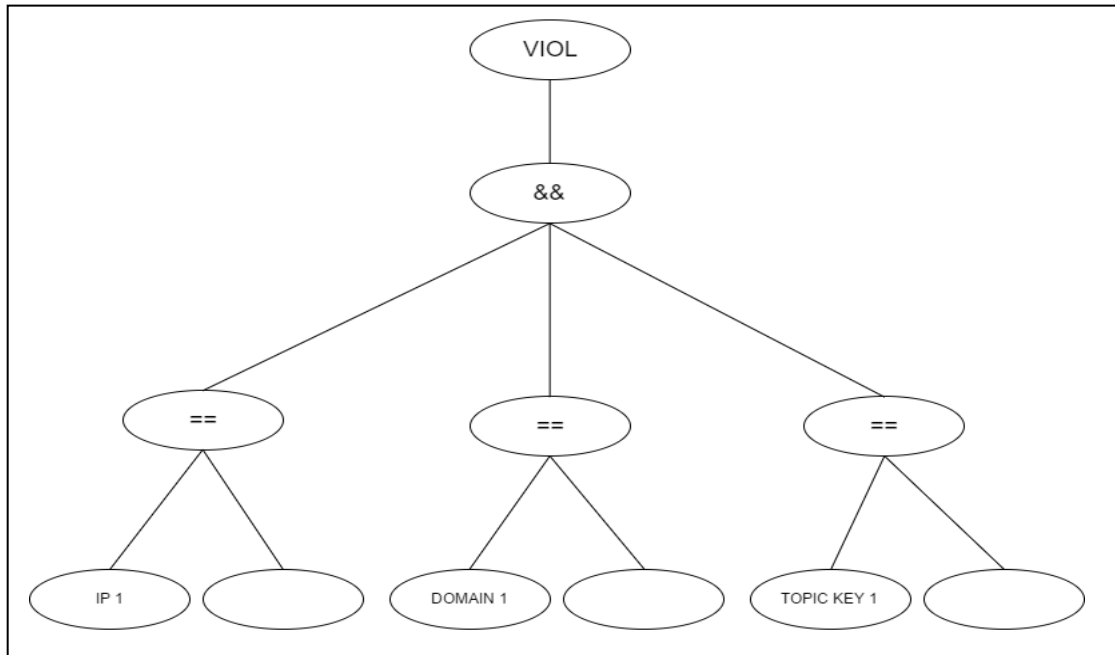 VIOL
&&
== == ==
IP 1 DOMAIN 1 TOPIC KEY 1